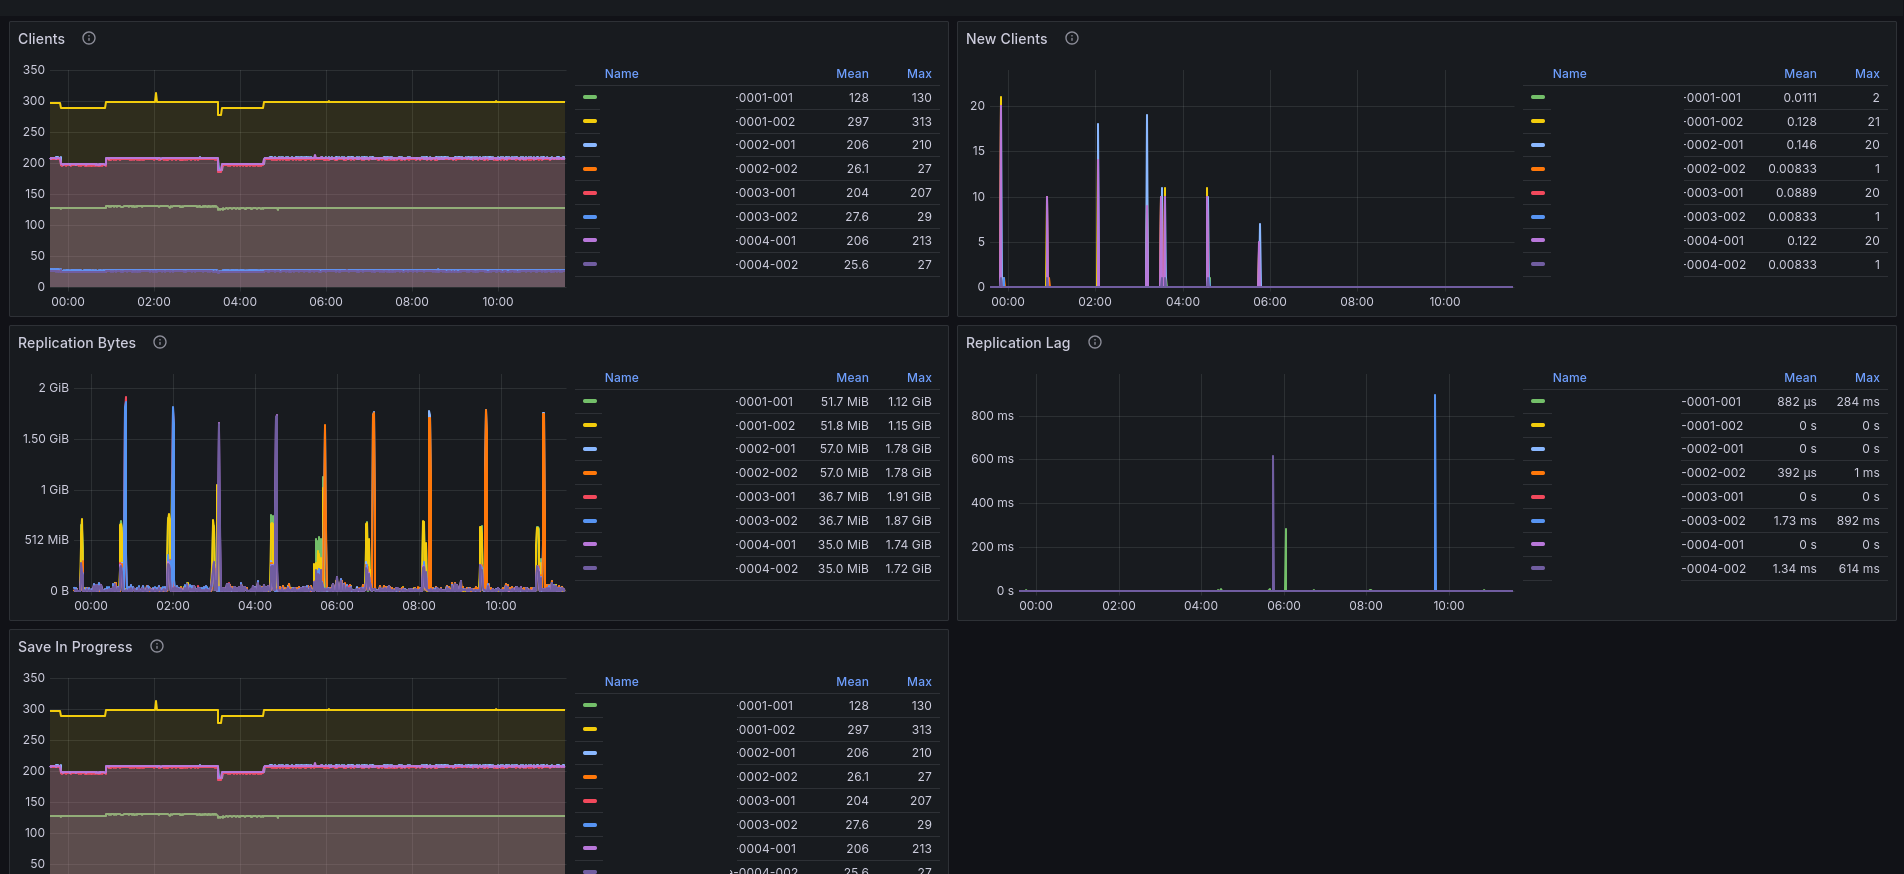 Clients
Name Mean Max
350
300
250
200
150
100
50
0
00:00 02:00 04:00 06:00 08:00 10:00
-0001-001 128 130
-0001-002 297 313
-0002-001 206 210
-0002-002 26.1 27
-0003-001 204 207
-0003-002 27.6 29
-0004-001 206 213
-0004-002 25.6 27
New Clients
Name Mean Max
20
15
10
5
0
00:00 02:00 04:00 06:00 08:00 10:00
-0001-001 0.0111 2
-0001-002 0.128 21
-0002-001 0.146 20
-0002-002 0.00833 1
-0003-001 0.0889 20
-0003-002 0.00833 1
-0004-001 0.122 20
-0004-002 0.00833 1
Replication Bytes
Name Mean Max
2 GiB
1.50 GiB
1 GiB
512 MiB
0 B
00:00 02:00 04:00 06:00 08:00 10:00
-0001-001 51.7 MiB 1.12 GiB
-0001-002 51.8 MiB 1.15 GiB
-0002-001 57.0 MiB 1.78 GiB
-0002-002 57.0 MiB 1.78 GiB
-0003-001 36.7 MiB 1.91 GiB
-0003-002 36.7 MiB 1.87 GiB
-0004-001 35.0 MiB 1.74 GiB
-0004-002 35.0 MiB 1.72 GiB
Replication Lag
Name Mean Max
800 ms
600 ms
400 ms
200 ms
0 s
00:00 02:00 04:00 06:00 08:00 10:00
-0001-001 882 µs 284 ms
-0001-002 0 s 0 s
-0002-001 0 s 0 s
-0002-002 392 µs 1 ms
-0003-001 0 s 0 s
-0003-002 1.73 ms 892 ms
-0004-001 0 s 0 s
-0004-002 1.34 ms 614 ms
Save In Progress
Name Mean Max
350
300
250
200
150
100
50
-0001-001 128 130
-0001-002 297 313
-0002-001 206 210
-0002-002 26.1 27
-0003-001 204 207
-0003-002 27.6 29
-0004-001 206 213
-0004-002 25.6 27